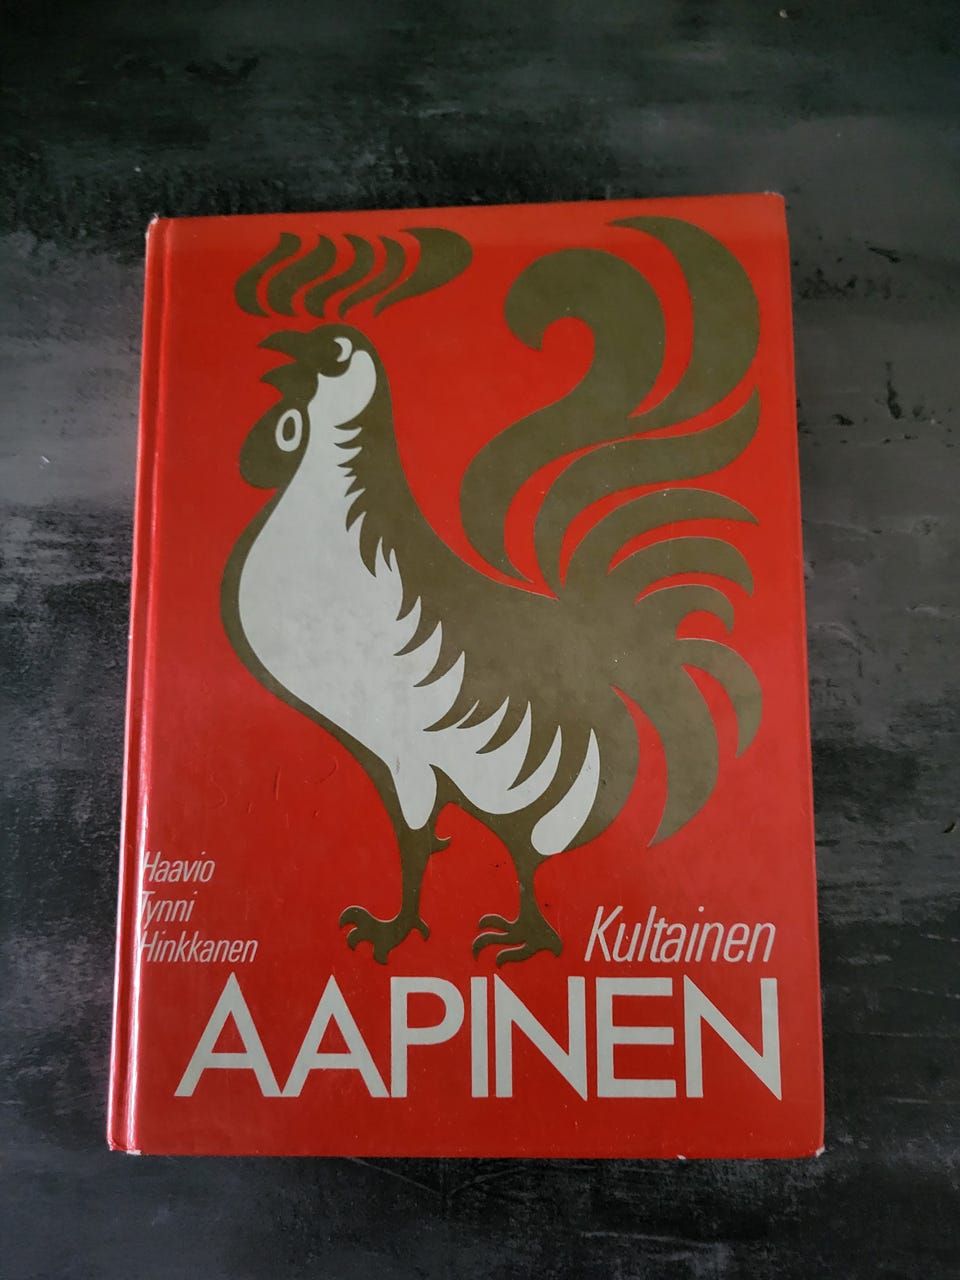 Haavio
Tynni
Hinkkanen
Kultainen
AAPINEN